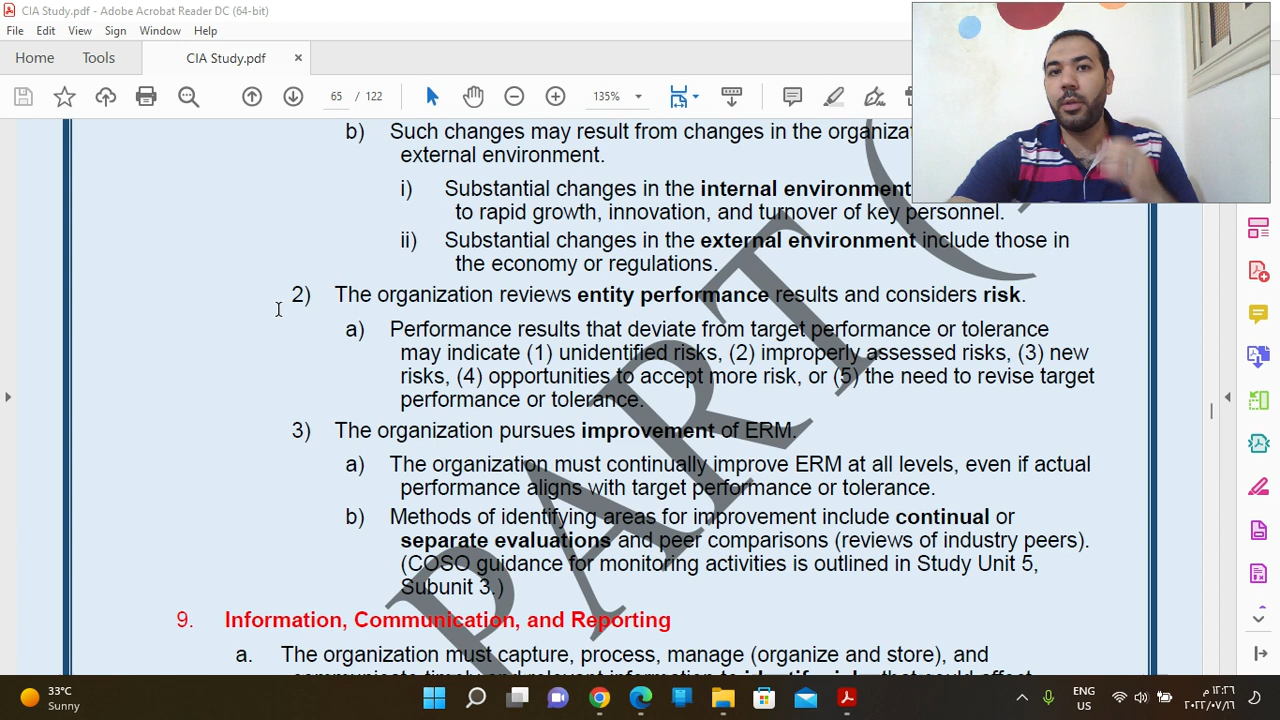 CIA Study.pdf - Adobe Acrobat Reader DC (64-bit)
File Edit View Sign Window Help
Home Tools CIA Study.pdf ×
65 / 122 135%
b) Such changes may result from changes in the
external environment.
i) Substantial changes in the internal environment
to rapid growth, innovation, and turnover of key personnel.
ii) Substantial changes in the external environment include those in
the economy or regulations.
2) The organization reviews entity performance results and considers risk.
a) Performance results that deviate from target performance or tolerance
may indicate (1) unidentified risks, (2) improperly assessed risks, (3) new
risks, (4) opportunities to accept more risk, or (5) the need to revise target
performance or tolerance.
3) The organization pursues improvement of ERM.
a) The organization must continually improve ERM at all levels, even if actual
performance aligns with target performance or tolerance.
b) Methods of identifying areas for improvement include continual or
separate evaluations and peer comparisons (reviews of industry peers).
(COSO guidance for monitoring activities is outlined in Study Unit 5,
Subunit 3.)
9. Information, Communication, and Reporting
a. The organization must capture, process, manage (organize and store), and
PART (
33°C
Sunny
ENG
US
١٢:٢٦ م
٢٠٢٢/٠٧/١٦